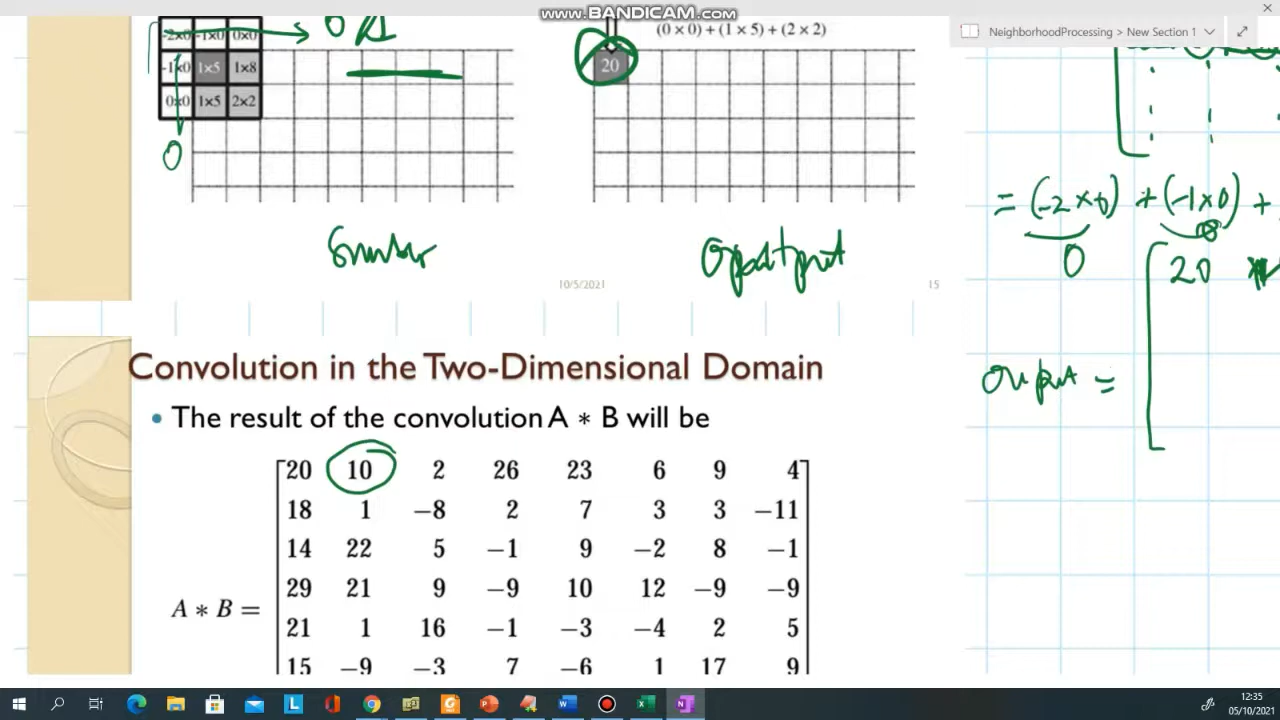 www.BANDICAM.com
NeighborhoodProcessing > New Section 1
-2×0 -1×0 0×0
-1×0 1×5 1×8
0×0 1×5 2×2
0
(0 × 0) + (1 × 5) + (2 × 2)
20
= (-2 × 0) + (-1 × 0) +
0
20
10/5/2021
15
Convolution in the Two-Dimensional Domain
• The result of the convolution A ∗ B will be
20 10 2 26 23 6 9 4
18 1 −8 2 7 3 3 −11
14 22 5 −1 9 −2 8 −1
29 21 9 −9 10 12 −9 −9
A ∗ B =
21 1 16 −1 −3 −4 2 5
15 −9 −3 7 −6 1 17 9
12:35
05/10/2021